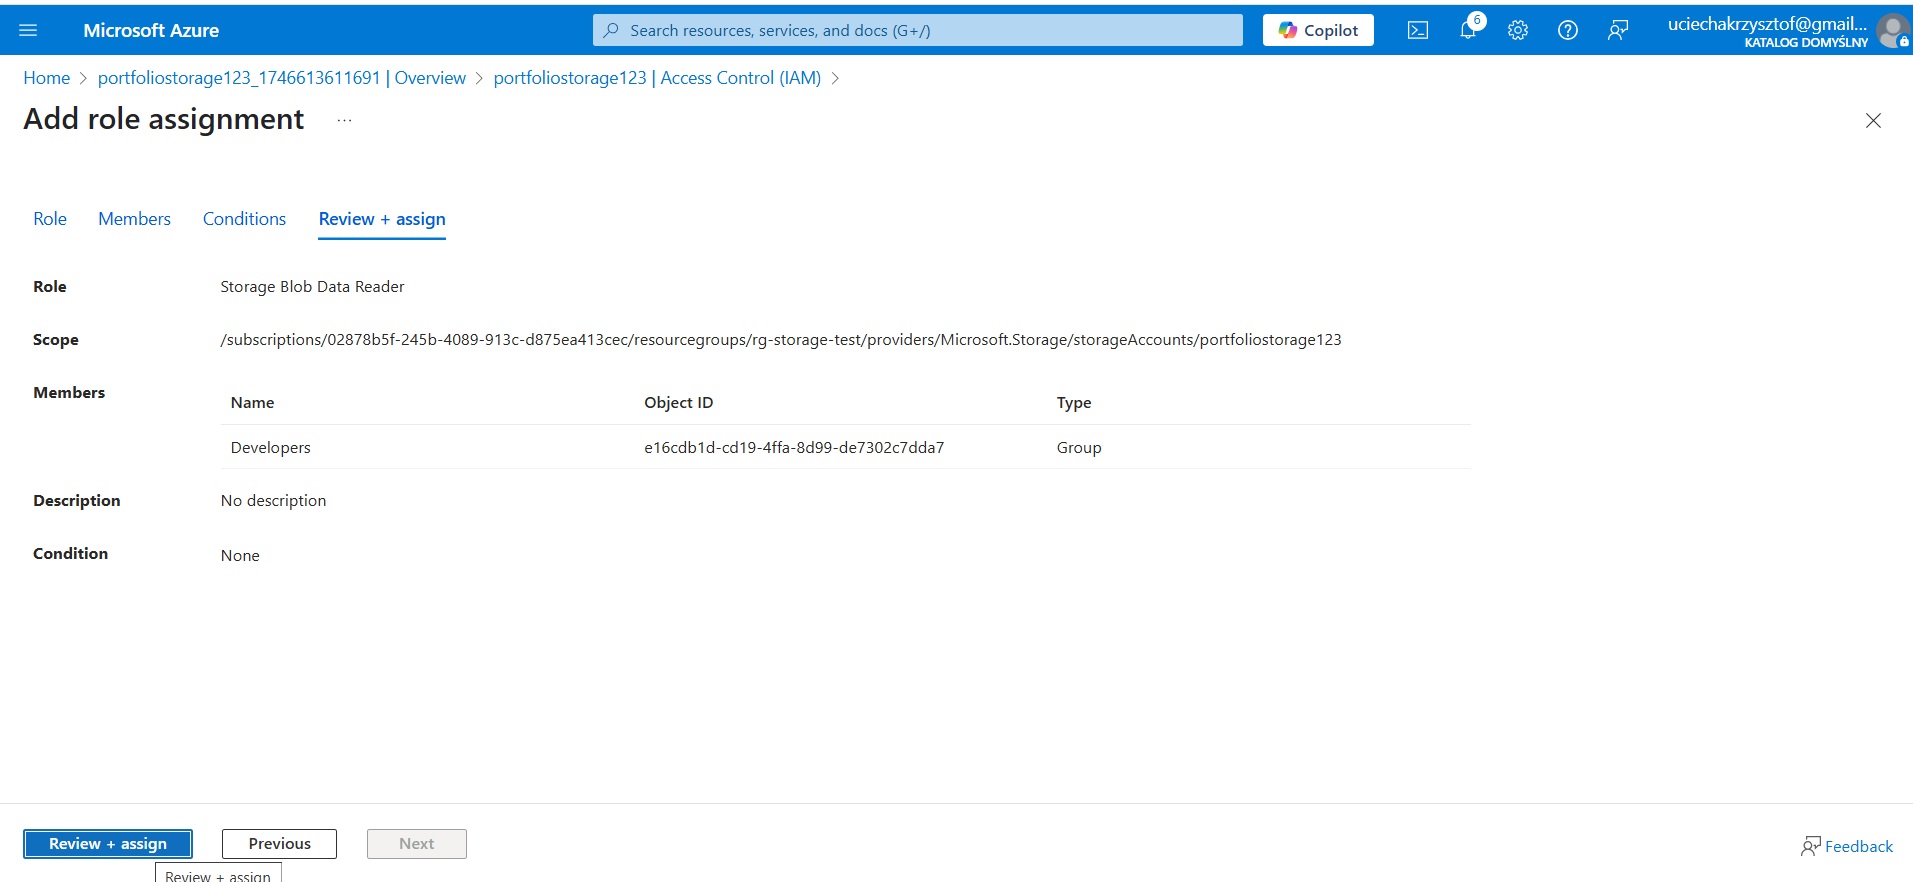 Microsoft Azure
Search resources, services, and docs (G+/)
Copilot
6
uciechakrzysztof@gmail...
KATALOG DOMYŚLNY
Home > portfoliostorage123_1746613611691 | Overview > portfoliostorage123 | Access Control (IAM) >
Add role assignment ...
Role Members Conditions Review + assign
Role Storage Blob Data Reader
Scope /subscriptions/02878b5f-245b-4089-913c-d875ea413cec/resourcegroups/rg-storage-test/providers/Microsoft.Storage/storageAccounts/portfoliostorage123
Members
Name Object ID Type
Developers e16cdb1d-cd19-4ffa-8d99-de7302c7dda7 Group
Description No description
Condition None
Review + assign Previous Next
Feedback
Review + assign